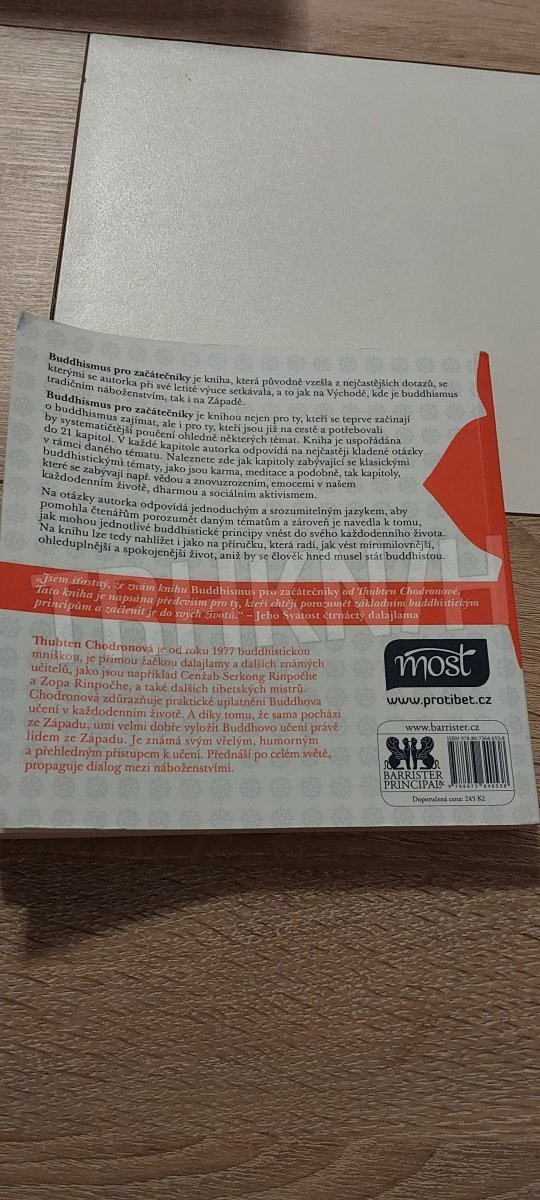 Buddhismus pro začátečníky je kniha, která původně vzešla z nejčastějších dotazů, se
kterými se autorka při své letité výuce setkávala, a to jak na Východě, kde je buddhismus
tradičním náboženstvím, tak i na Západě.
Buddhismus pro začátečníky je knihou nejen pro ty, kteří se teprve začínají
o buddhismus zajímat, ale i pro ty, kteří jsou již na cestě a potřebovali
by systematičtější poučení ohledně některých témat. Kniha je uspořádána
do 21 kapitol. V každé kapitole autorka odpovídá na nejčastěji kladené otázky
v rámci daného tématu. Naleznete zde jak kapitoly zabývající se klasickými
buddhistickými tématy, jako jsou karma, meditace a podobně, tak kapitoly,
které se zabývají např. vědou a znovuzrozením, emocemi v našem
každodenním životě, dharmou a sociálním aktivismem.
Na otázky autorka odpovídá jednoduchým a srozumitelným jazykem, aby
pomohla čtenářům porozumět daným tématům a zároveň je navedla k tomu,
jak mohou jednotlivé buddhistické principy vnést do svého každodenního života.
Na knihu lze tedy nahlížet i jako na příručku, která radí, jak vést mírumilovnější,
ohleduplnější a spokojenější život, aniž by se člověk hned musel stát buddhistou.
„Jsem šťastný, že znám knihu Buddhismus pro začátečníky od Thubten Chodronové.
Tato kniha je napsána především pro ty, kteří chtějí porozumět základním buddhistickým
principům a začlenit je do svých životů.“ – Jeho Svatost čtrnáctý dalajlama
TRHKNIH
Thubten Chodronová je od roku 1977 buddhistickou
mniškou, je přímou žačkou dalajlamy a dalších známých
učitelů, jako jsou například Cenžab Serkong Rinpočhe
a Zopa Rinpočhe, a také dalších tibetských mistrů.
Chodronová zdůrazňuje praktické uplatnění Buddhova
učení v každodenním životě. A díky tomu, že sama pochází
ze Západu, umí velmi dobře vyložit Buddhovo učení právě
lidem ze Západu. Je známá svým vřelým, humorným
a přehledným přístupem k učení. Přednáší po celém světě,
propaguje dialog mezi náboženstvími.
most
www.protibet.cz
www.barrister.cz
BARRISTER
& PRINCIPAL
ISBN 978-80-7364-053-8
9 788073 640538
Doporučená cena: 245 Kč